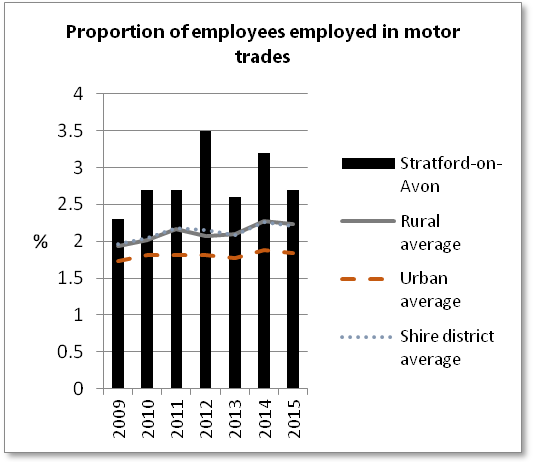 Proportion of employees employed in motor
trades
4
3.5
3
2.5
2
1.5
1
0.5
0
%
2009
2010
2011
2012
2013
2014
2015
Stratford-on-
Avon
Rural
average
Urban
average
Shire district
average